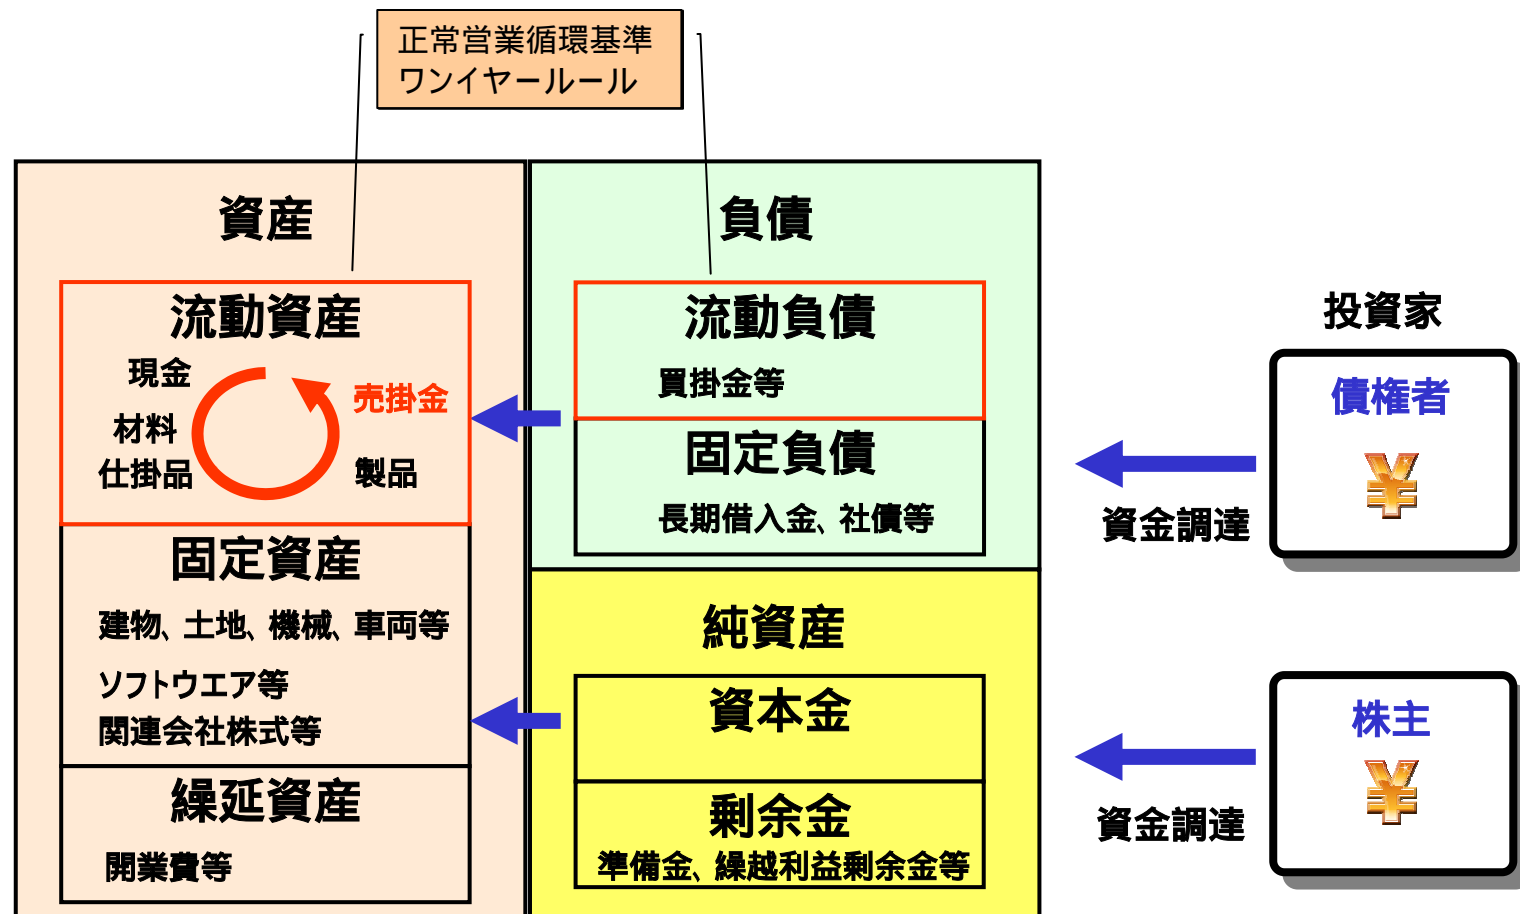 正常営業循環基準
ワンイヤールール
資産
流動資産
現金
売掛金
材料
仕掛品
製品
固定資産
建物、土地、機械、車両等
ソフトウエア等
関連会社株式等
繰延資産
開業費等
負債
流動負債
買掛金等
固定負債
長期借入金、社債等
純資産
資本金
剰余金
準備金、繰越利益剰余金等
投資家
債権者
¥
資金調達
株主
¥
資金調達